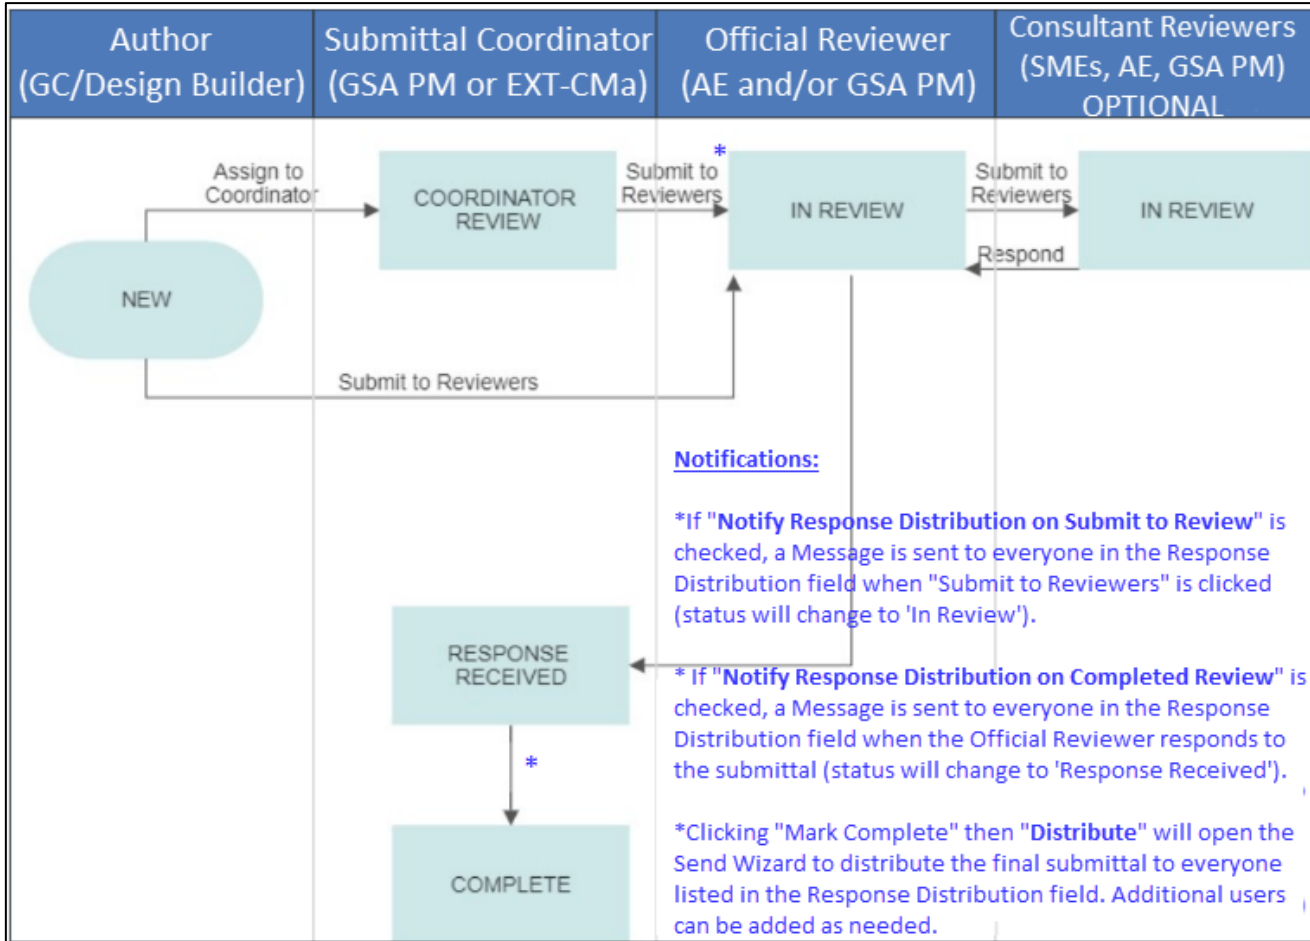 Author
(GC/Design Builder)
Submittal Coordinator
(GSA PM or EXT-CMa)
Official Reviewer
(AE and/or GSA PM)
Consultant Reviewers
(SMEs, AE, GSA PM)
OPTIONAL
Assign to
Coordinator
COORDINATOR
REVIEW
Submit to
Reviewers
*
IN REVIEW
Submit to
Reviewers
IN REVIEW
Respond
NEW
Submit to Reviewers
Notifications:
*If "Notify Response Distribution on Submit to Review" is
checked, a Message is sent to everyone in the Response
Distribution field when "Submit to Reviewers" is clicked
(status will change to 'In Review').
RESPONSE
RECEIVED
* If "Notify Response Distribution on Completed Review" is
checked, a Message is sent to everyone in the Response
Distribution field when the Official Reviewer responds to
the submittal (status will change to 'Response Received').
*
*Clicking "Mark Complete" then "Distribute" will open the
Send Wizard to distribute the final submittal to everyone
listed in the Response Distribution field. Additional users
can be added as needed.
COMPLETE